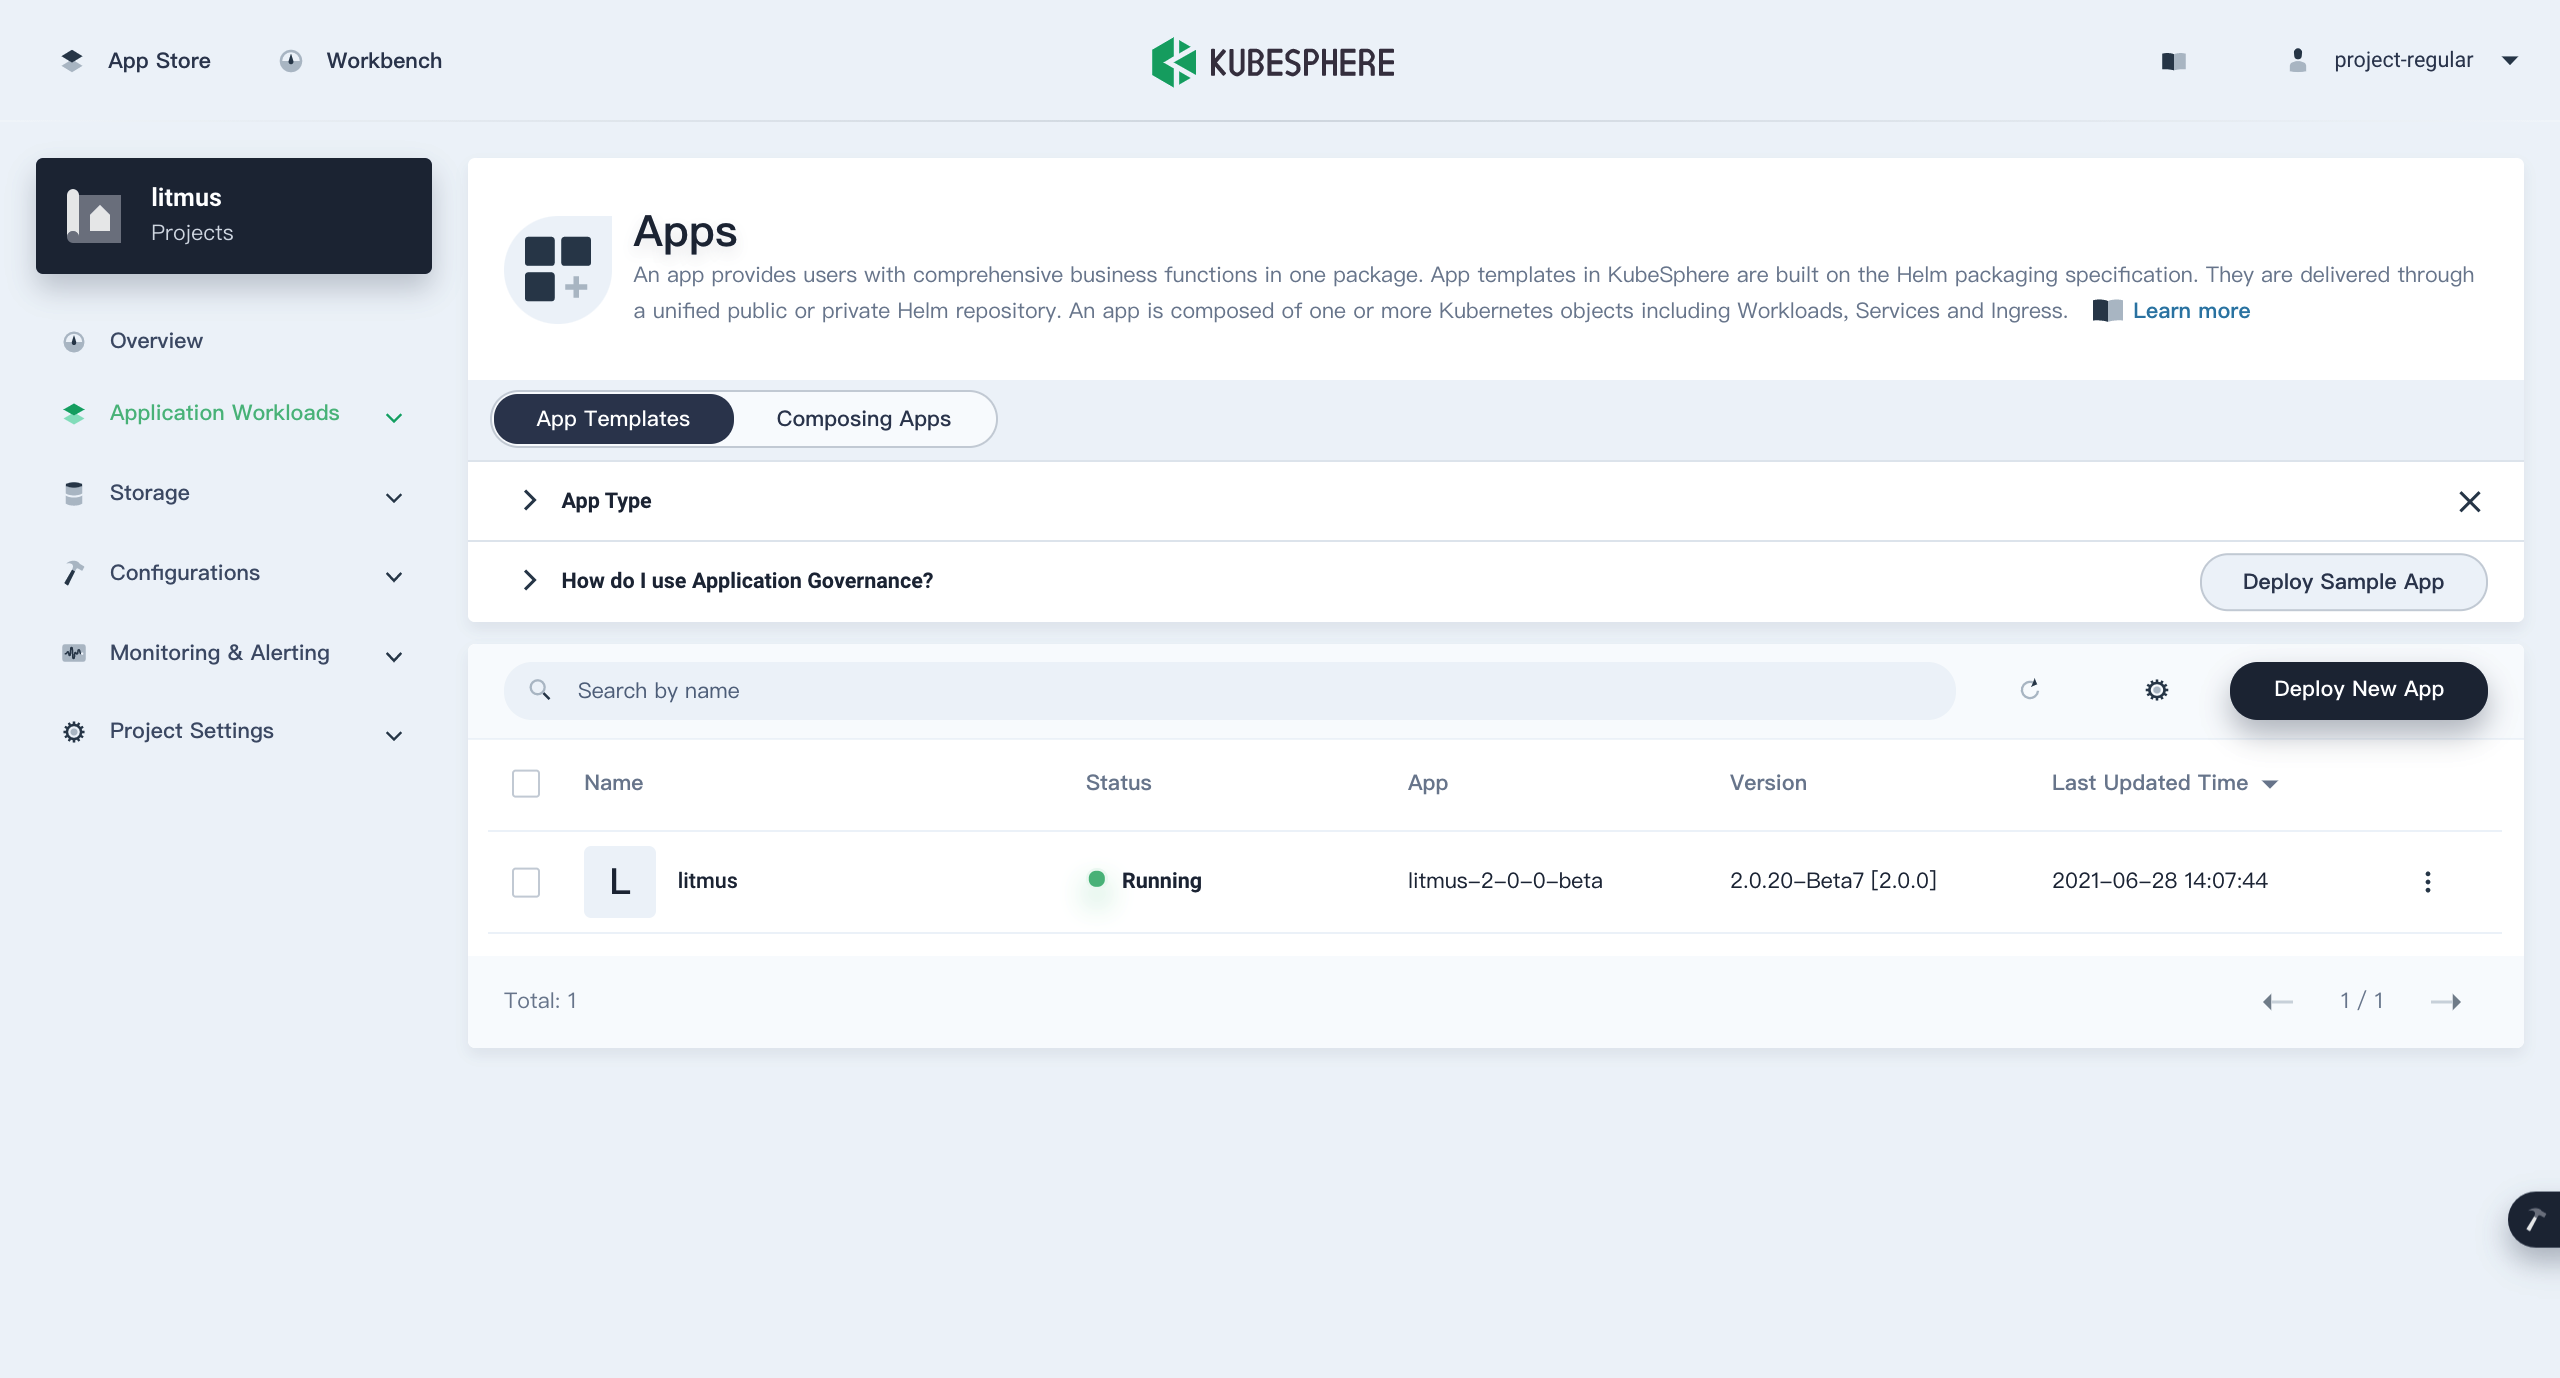 App Store
Workbench
KUBESPHERE
project-regular
litmus
Projects
Overview
Application Workloads
Storage
Configurations
Monitoring & Alerting
Project Settings
Apps
An app provides users with comprehensive business functions in one package. App templates in KubeSphere are built on the Helm packaging specification. They are delivered through
a unified public or private Helm repository. An app is composed of one or more Kubernetes objects including Workloads, Services and Ingress. Learn more
App Templates
Composing Apps
App Type
How do I use Application Governance?
Deploy Sample App
Search by name
Deploy New App
Name Status App Version Last Updated Time
L litmus Running litmus-2-0-0-beta 2.0.20-Beta7 [2.0.0] 2021-06-28 14:07:44
Total: 1
1 / 1